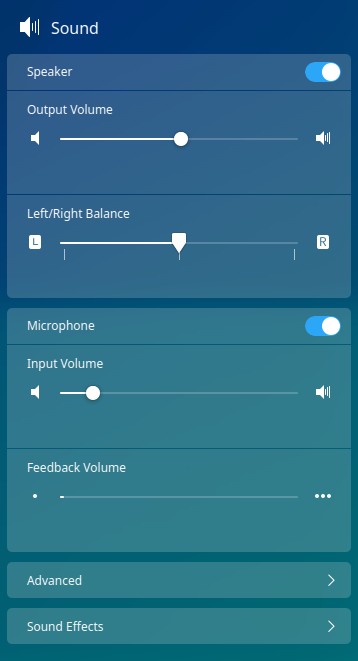 Sound
Speaker
Output Volume
Left/Right Balance
L R
Microphone
Input Volume
Feedback Volume
Advanced
Sound Effects